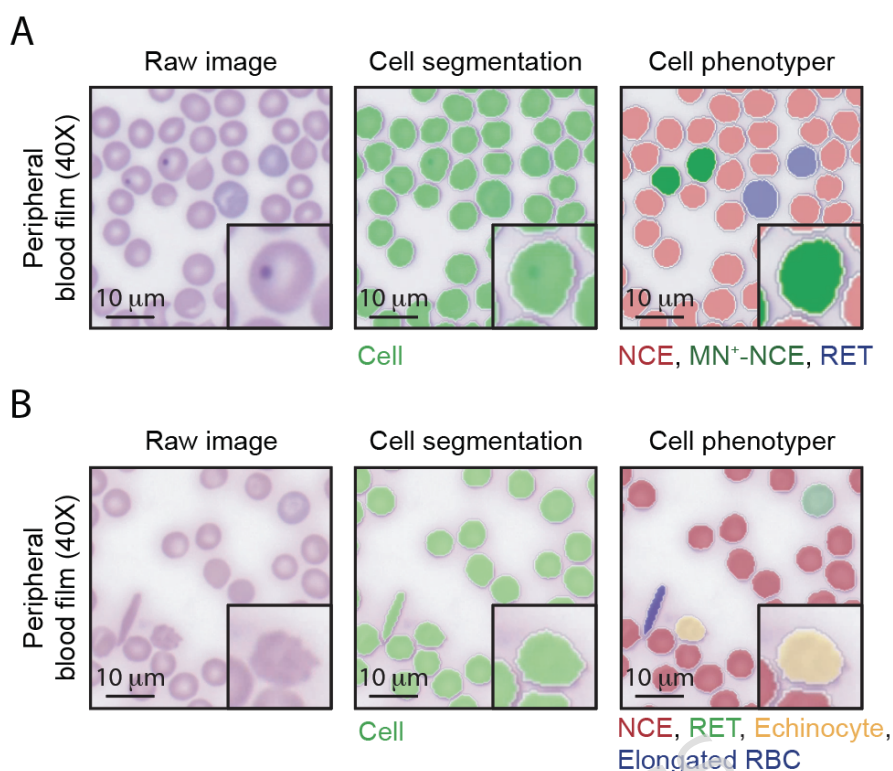 A
Raw image
Cell segmentation
Cell phenotyper
Peripheral
blood film (40X)
10 µm
10 µm
10 µm
Cell
NCE, MN⁺-NCE, RET
B
Raw image
Cell segmentation
Cell phenotyper
Peripheral
blood film (40X)
10 µm
10 µm
10 µm
Cell
NCE, RET, Echinocyte,
Elongated RBC